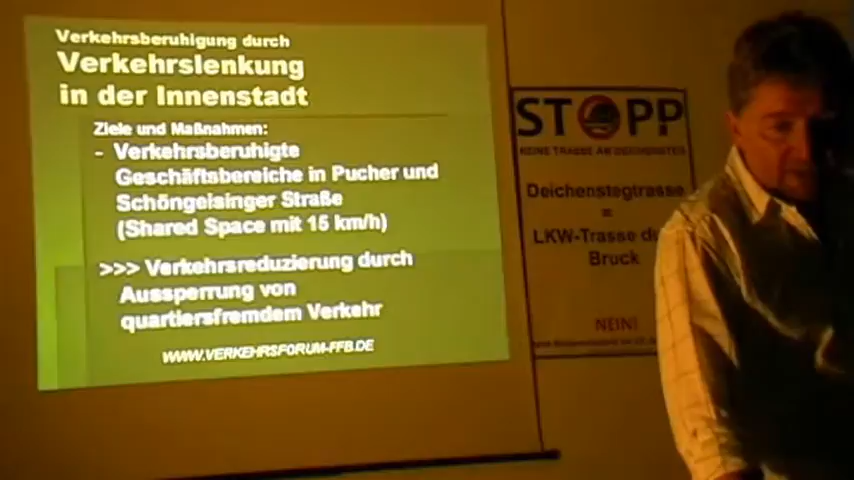 Verkehrsberuhigung durch
Verkehrslenkung
in der Innenstadt
Ziele und Maßnahmen:
- Verkehrsberuhigte
Geschäftsbereiche in Pucher und
Schöngeisinger Straße
(Shared Space mit 15 km/h)
>>> Verkehrsreduzierung durch
Aussperrung von
quartiersfremdem Verkehr
WWW.VERKEHRSFORUM-FFB.DE
STOPP
KEINE TRASSE AM DEICHENSTEG
Deichenstegtrasse
=
LKW-Trasse du
Bruck
NEIN!